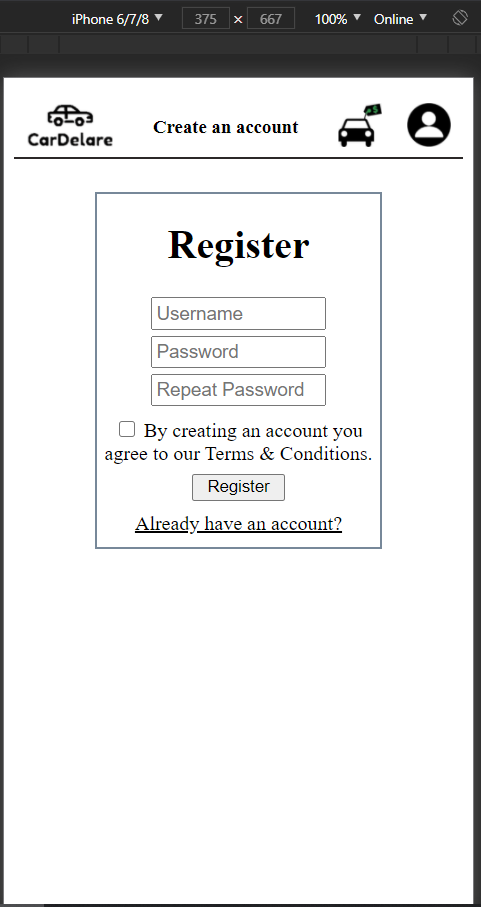 iPhone 6/7/8 ▼ 375 × 667 100% ▼ Online ▼
CarDelare
Create an account
$
Register
Username
Password
Repeat Password
By creating an account you
agree to our Terms & Conditions.
Register
Already have an account?